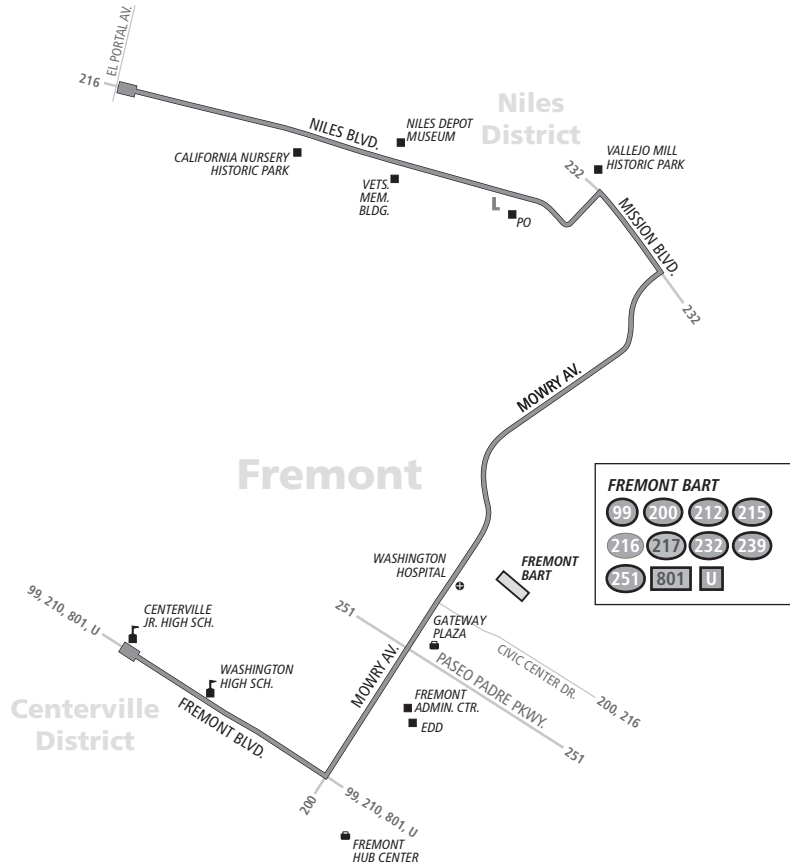 EL PORTAL AV.
216
NILES BLVD.
Niles
District
NILES DEPOT
MUSEUM
CALIFORNIA NURSERY
HISTORIC PARK
VETS.
MEM.
BLDG.
VALLEJO MILL
HISTORIC PARK
232
L
PO
MISSION BLVD.
232
MOWRY AV.
Fremont
FREMONT BART
99 200 212 215
216 217 232 239
251 801 U
WASHINGTON
HOSPITAL
FREMONT
BART
99, 210, 801, U
CENTERVILLE
JR. HIGH SCH.
251
GATEWAY
PLAZA
CIVIC CENTER DR.
200, 216
WASHINGTON
HIGH SCH.
MOWRY AV.
PASEO PADRE PKWY.
251
FREMONT
ADMIN. CTR.
EDD
Centerville
District
FREMONT BLVD.
200
99, 210, 801, U
FREMONT
HUB CENTER